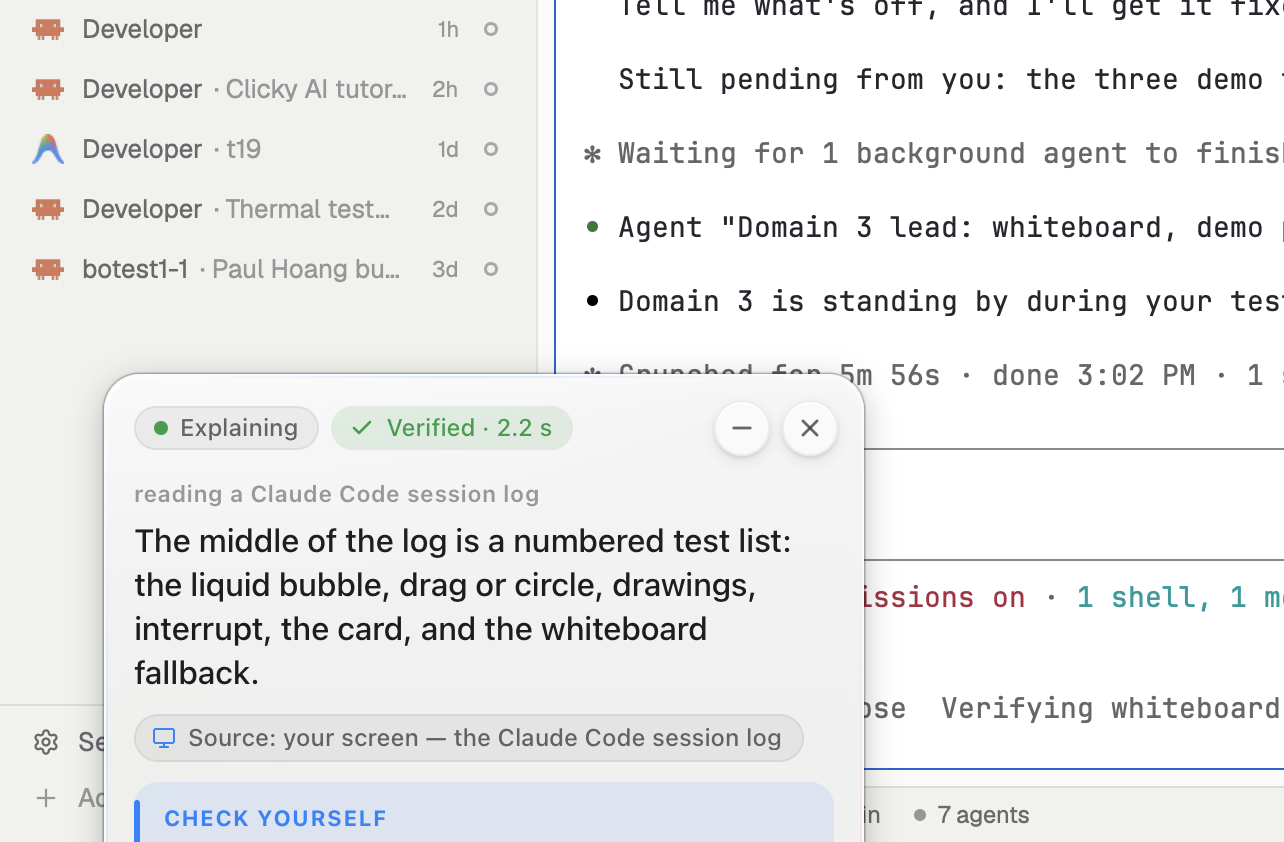 Developer 1h
Developer · Clicky AI tutor... 2h
Developer · t19 1d
Developer · Thermal test... 2d
botest1-1 · Paul Hoang bu... 3d
Tell me what's off, and I'll get it fix
Still pending from you: the three demo
✻ Waiting for 1 background agent to finis
● Agent "Domain 3 lead: whiteboard, demo
● Domain 3 is standing by during your tes
✻ Crunched for 5m 56s · done 3:02 PM · 1
issions on · 1 shell, 1 m
ose Verifying whiteboard
in
7 agents
Explaining
Verified · 2.2 s
reading a Claude Code session log
The middle of the log is a numbered test list:
the liquid bubble, drag or circle, drawings,
interrupt, the card, and the whiteboard
fallback.
Source: your screen — the Claude Code session log
CHECK YOURSELF
Se
Ad